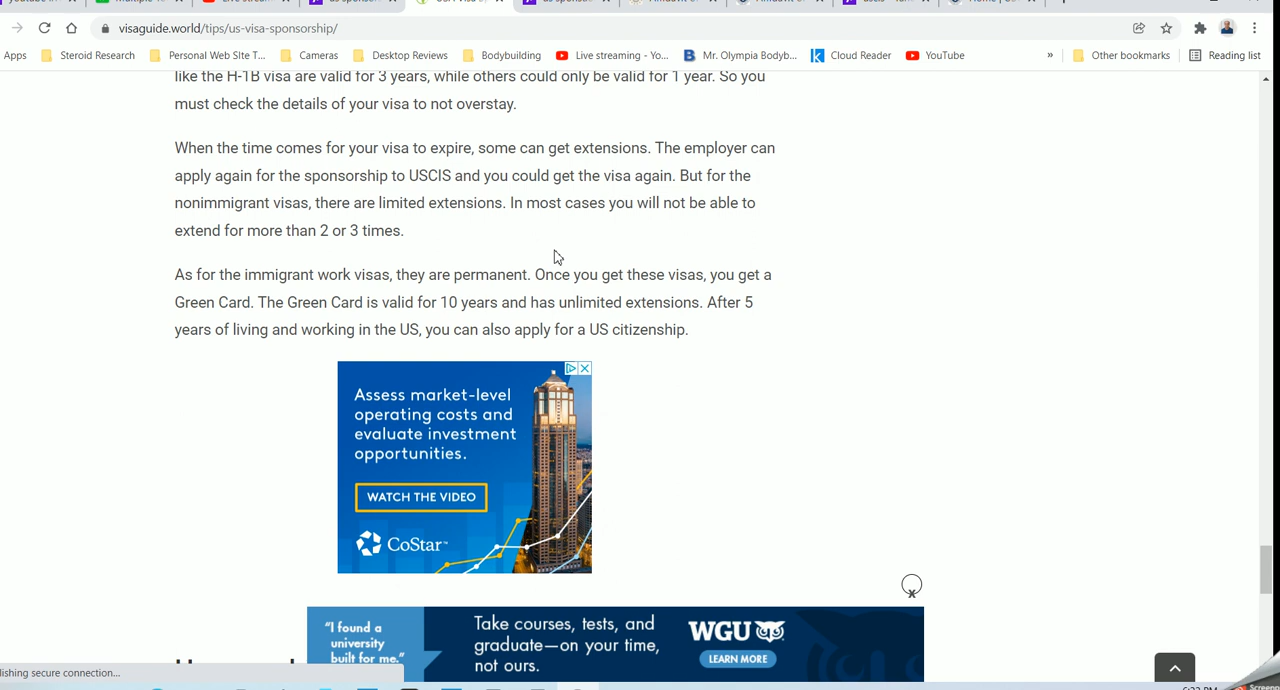 visaguide.world/tips/us-visa-sponsorship/
Apps Steroid Research Personal Web Site T... Cameras Desktop Reviews Bodybuilding Live streaming - Yo... Mr. Olympia Bodyb... Cloud Reader YouTube » Other bookmarks Reading list
like the H-1B visa are valid for 3 years, while others could only be valid for 1 year. So you
must check the details of your visa to not overstay.
When the time comes for your visa to expire, some can get extensions. The employer can
apply again for the sponsorship to USCIS and you could get the visa again. But for the
nonimmigrant visas, there are limited extensions. In most cases you will not be able to
extend for more than 2 or 3 times.
As for the immigrant work visas, they are permanent. Once you get these visas, you get a
Green Card. The Green Card is valid for 10 years and has unlimited extensions. After 5
years of living and working in the US, you can also apply for a US citizenship.
Assess market-level
operating costs and
evaluate investment
opportunities.
WATCH THE VIDEO
CoStar™
x
"I found a
university
built for me."
Take courses, tests, and
graduate—on your time,
not ours.
WGU
LEARN MORE
lishing secure connection...